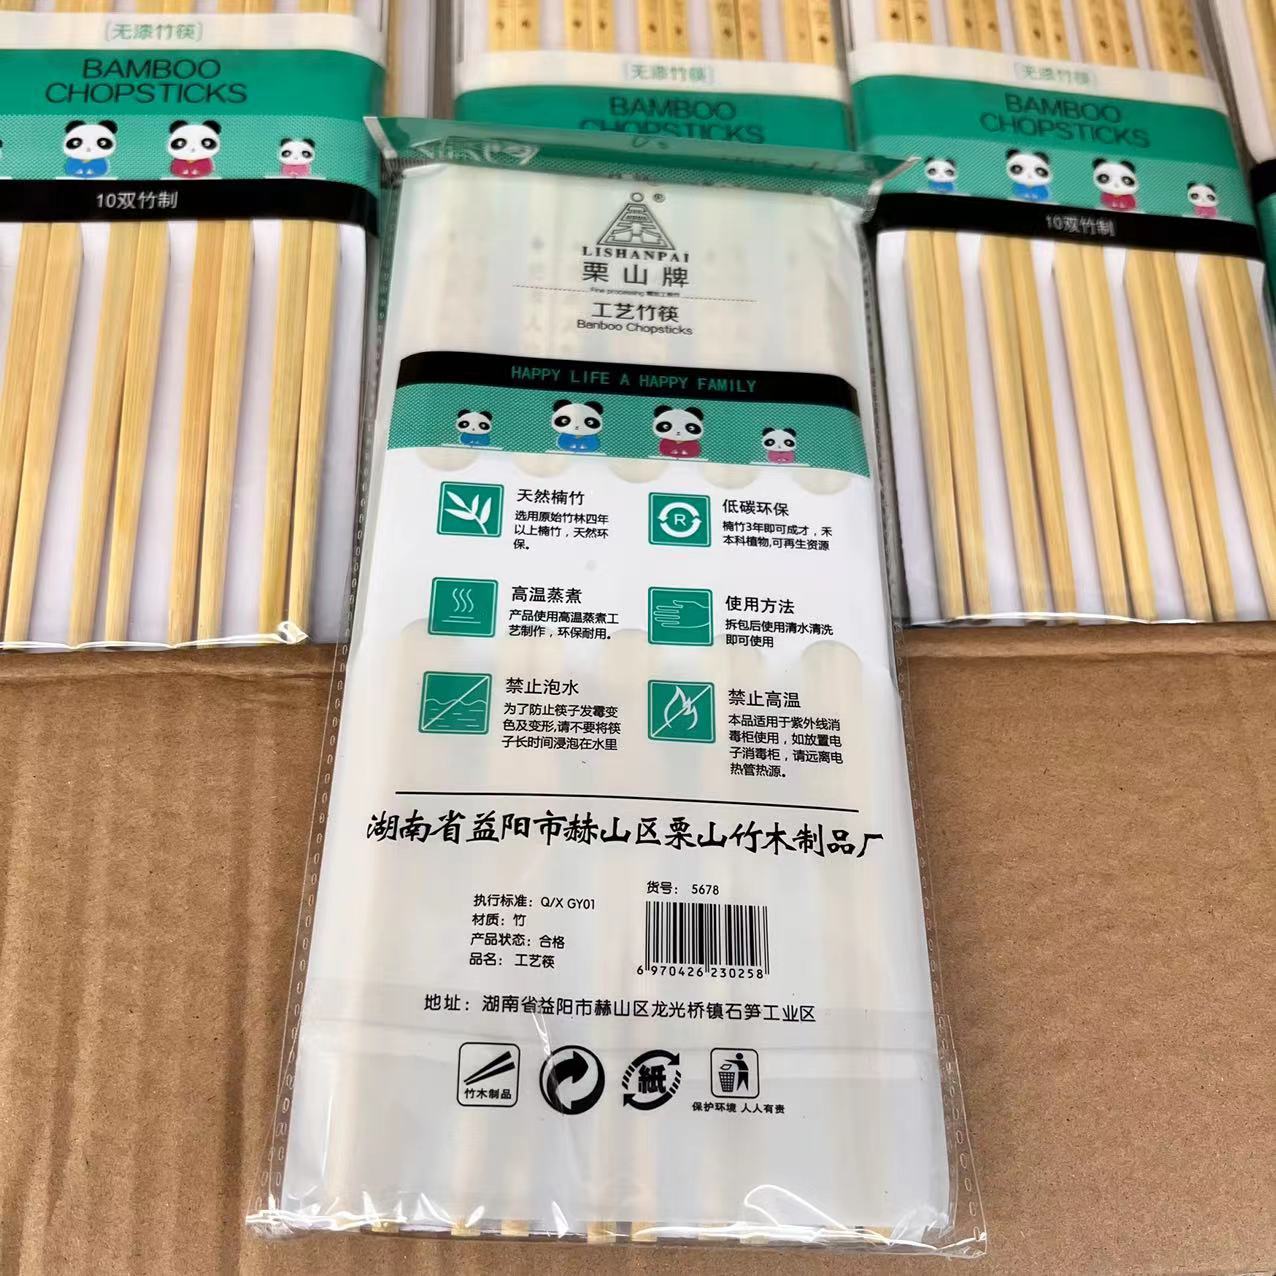 [无漆竹筷]
BAMBOO
CHOPSTICKS
10双竹制
[无漆竹筷]
BAMBOO
CHOPSTICKS
[无漆竹筷]
BAMBOO
CHOPSTICKS
10双竹制
®
LISHANPAI
栗山牌
工艺竹筷
Banboo Chopsticks
HAPPY LIFE A HAPPY FAMILY
天然楠竹
选用原始竹林四年
以上楠竹，天然环
保。
低碳环保
楠竹3年即可成才，禾
本科植物,可再生资源
高温蒸煮
产品使用高温蒸煮工
艺制作，环保耐用。
使用方法
拆包后使用清水清洗
即可使用
禁止泡水
为了防止筷子发霉变
色及变形,请不要将筷
子长时间浸泡在水里
禁止高温
本品适用于紫外线消
毒柜使用，如放置电
子消毒柜，请远离电
热管热源。
湖南省益阳市赫山区栗山竹木制品厂
货号： 5678
执行标准：Q/X GY01
材质：竹
产品状态：合格
品名： 工艺筷
6 970426 230258
地址：湖南省益阳市赫山区龙光桥镇石笋工业区
竹木制品
紙
保护环境 人人有责